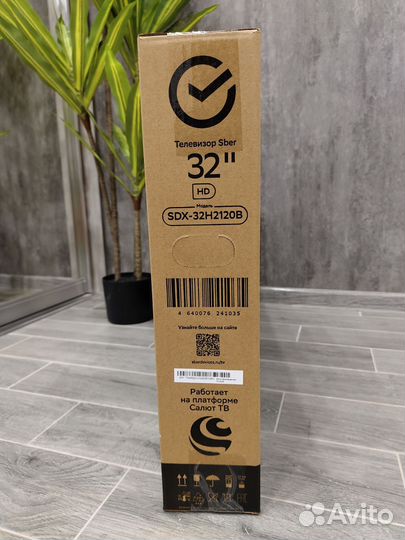 Телевизор Sber
32"
HD
Модель
SDX-32H2120B
4 640076 241035
Узнайте больше на сайте
sberdevices.ru/tv
Работает
на платформе
Салют ТВ
Avito